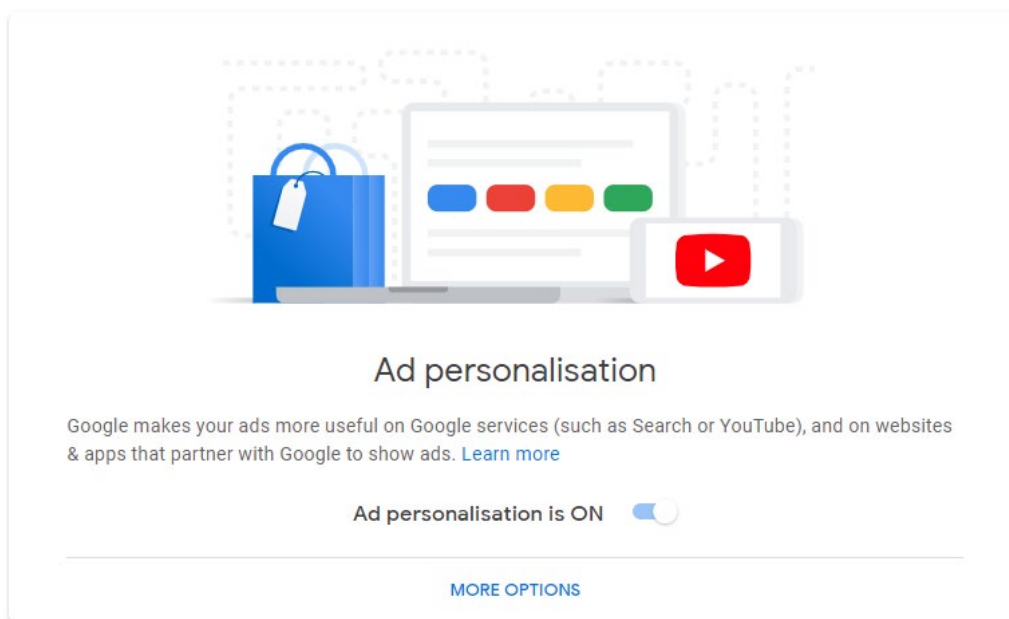 Ad personalisation
Google makes your ads more useful on Google services (such as Search or YouTube), and on websites
& apps that partner with Google to show ads. Learn more
Ad personalisation is ON
MORE OPTIONS